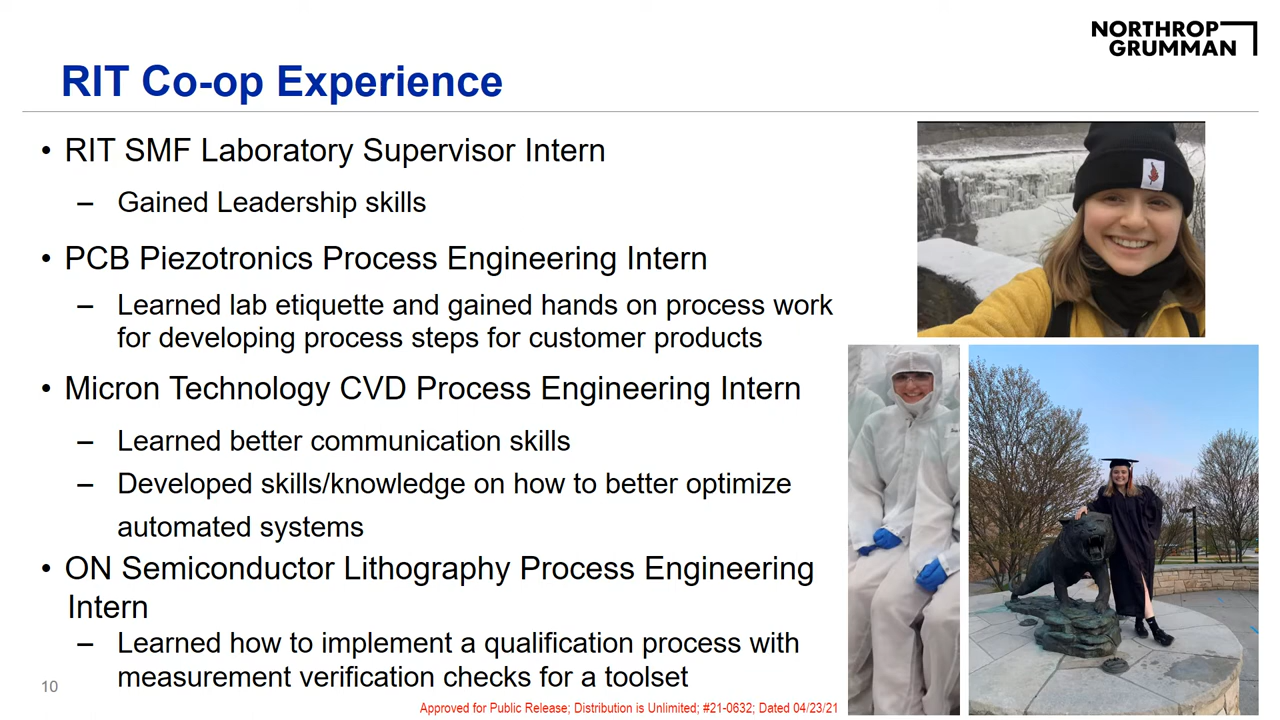 NORTHROP
GRUMMAN
RIT Co-op Experience
• RIT SMF Laboratory Supervisor Intern
– Gained Leadership skills
• PCB Piezotronics Process Engineering Intern
– Learned lab etiquette and gained hands on process work
for developing process steps for customer products
• Micron Technology CVD Process Engineering Intern
– Learned better communication skills
– Developed skills/knowledge on how to better optimize
automated systems
• ON Semiconductor Lithography Process Engineering
Intern
– Learned how to implement a qualification process with
measurement verification checks for a toolset
10
Approved for Public Release; Distribution is Unlimited; #21-0632; Dated 04/23/21